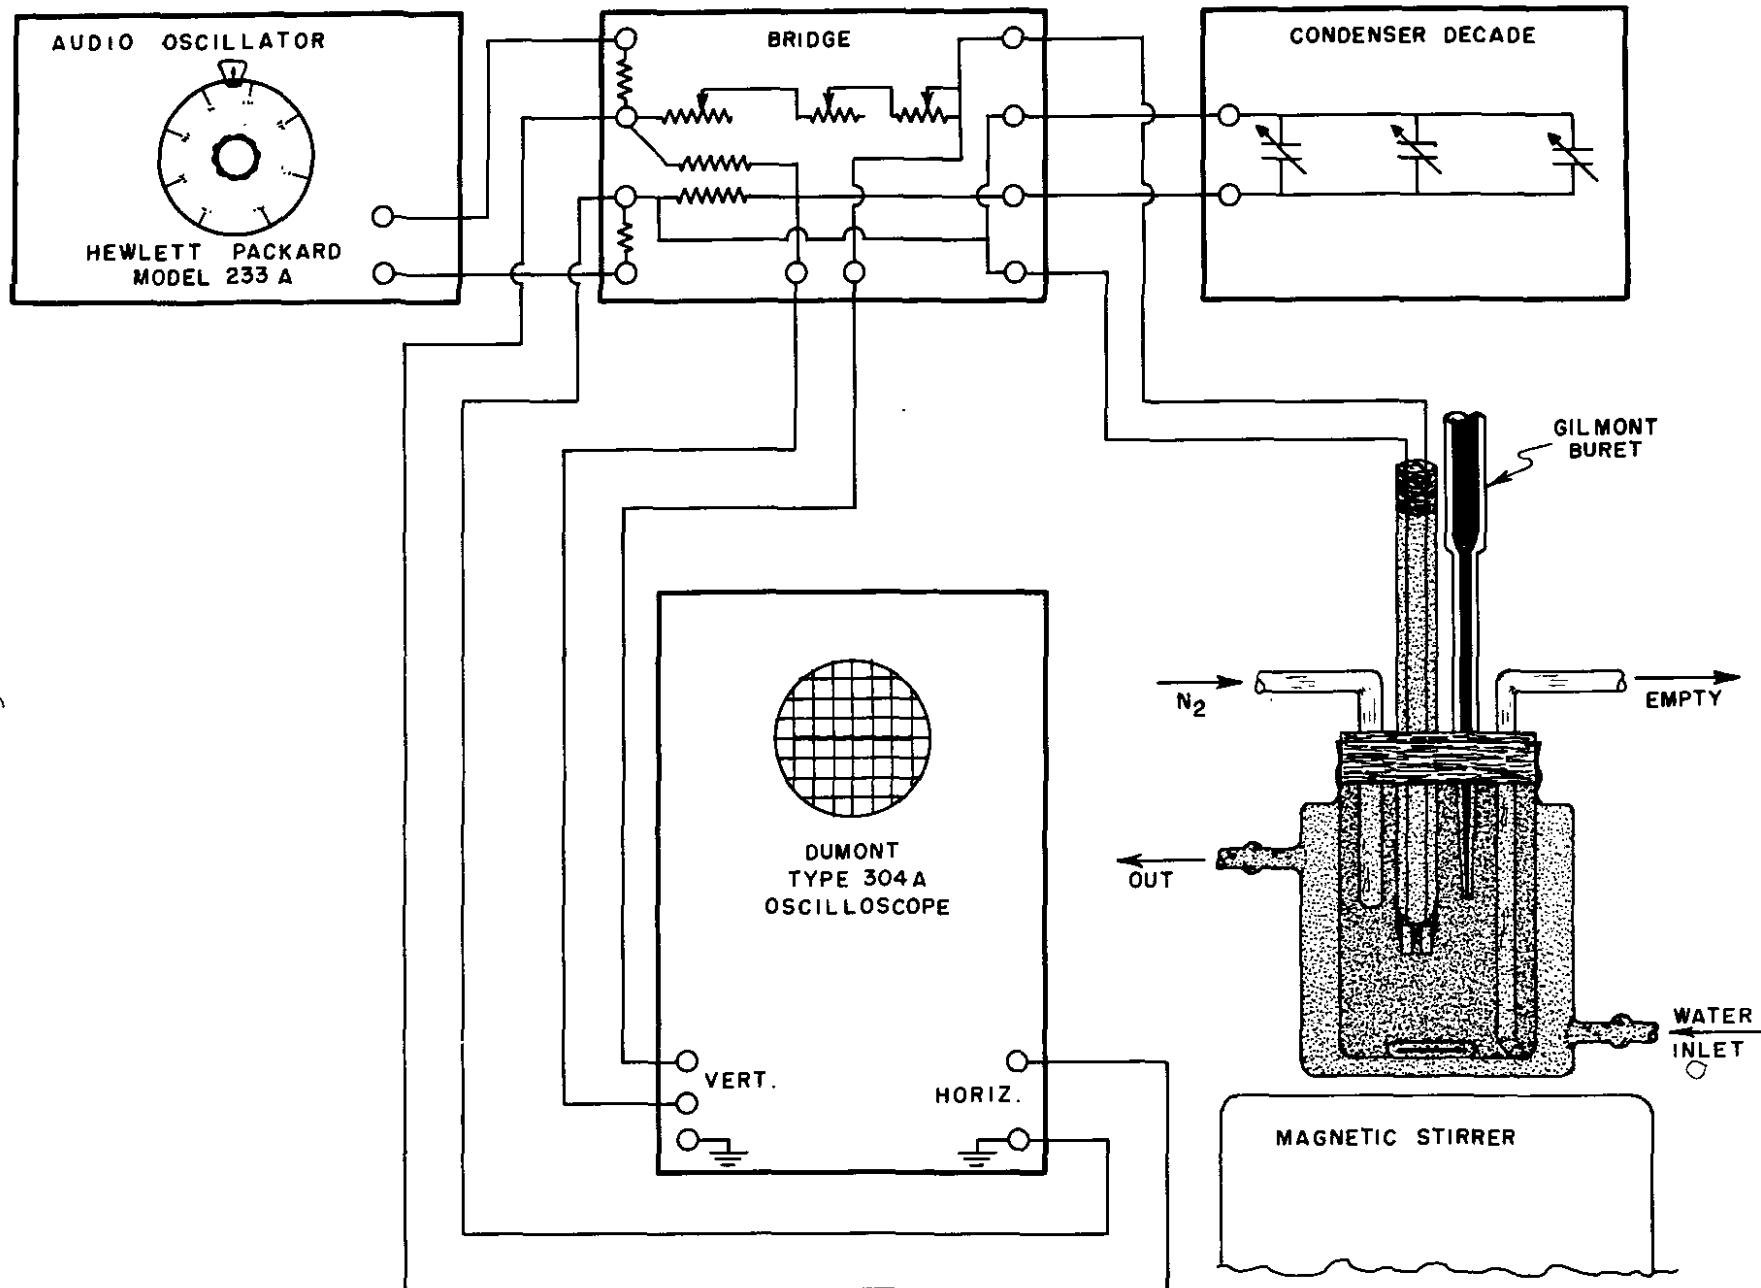 AUDIO OSCILLATOR
HEWLETT PACKARD
MODEL 233 A
BRIDGE
CONDENSER DECADE
GILMONT
BURET
N2
EMPTY
OUT
WATER
INLET
DUMONT
TYPE 304 A
OSCILLOSCOPE
VERT.
HORIZ.
MAGNETIC STIRRER